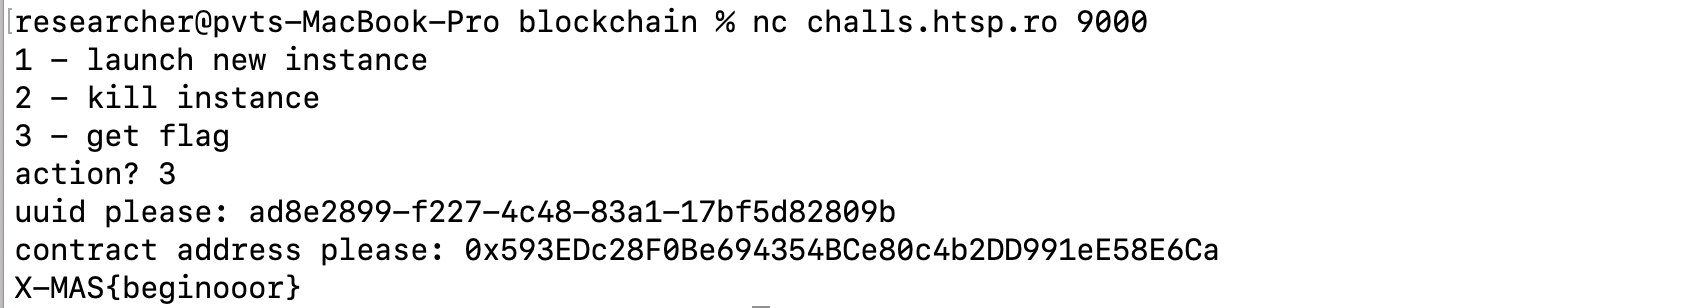 [researcher@pvts-MacBook-Pro blockchain % nc challs.htsp.ro 9000
1 - launch new instance
2 - kill instance
3 - get flag
action? 3
uuid please: ad8e2899-f227-4c48-83a1-17bf5d82809b
contract address please: 0x593EDc28F0Be694354BCe80c4b2DD991eE58E6Ca
X-MAS{beginooor}